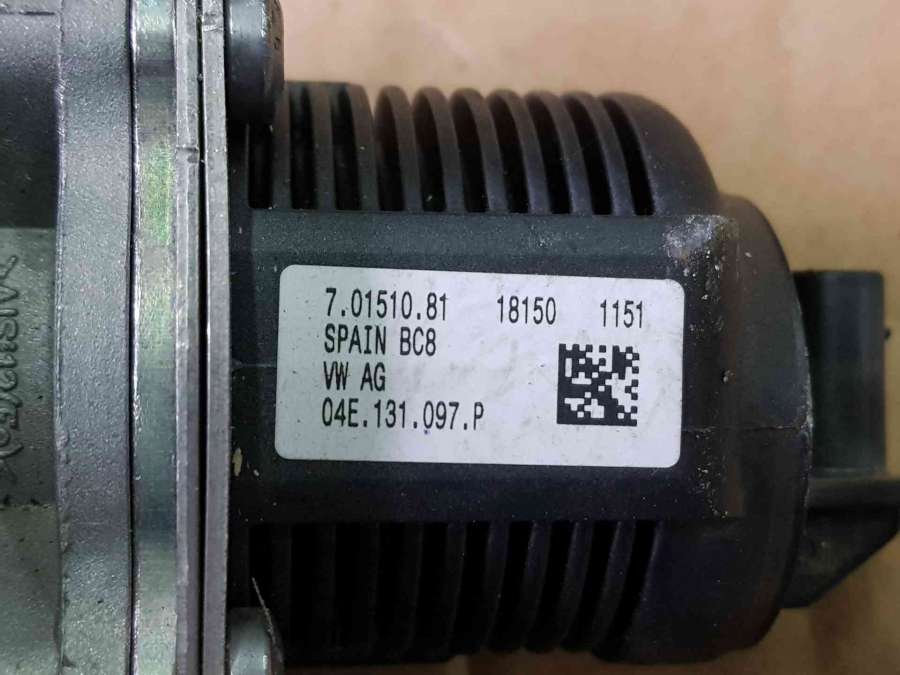 7.01510.81 18150 1151
SPAIN BC8
VW AG
04E.131.097.P